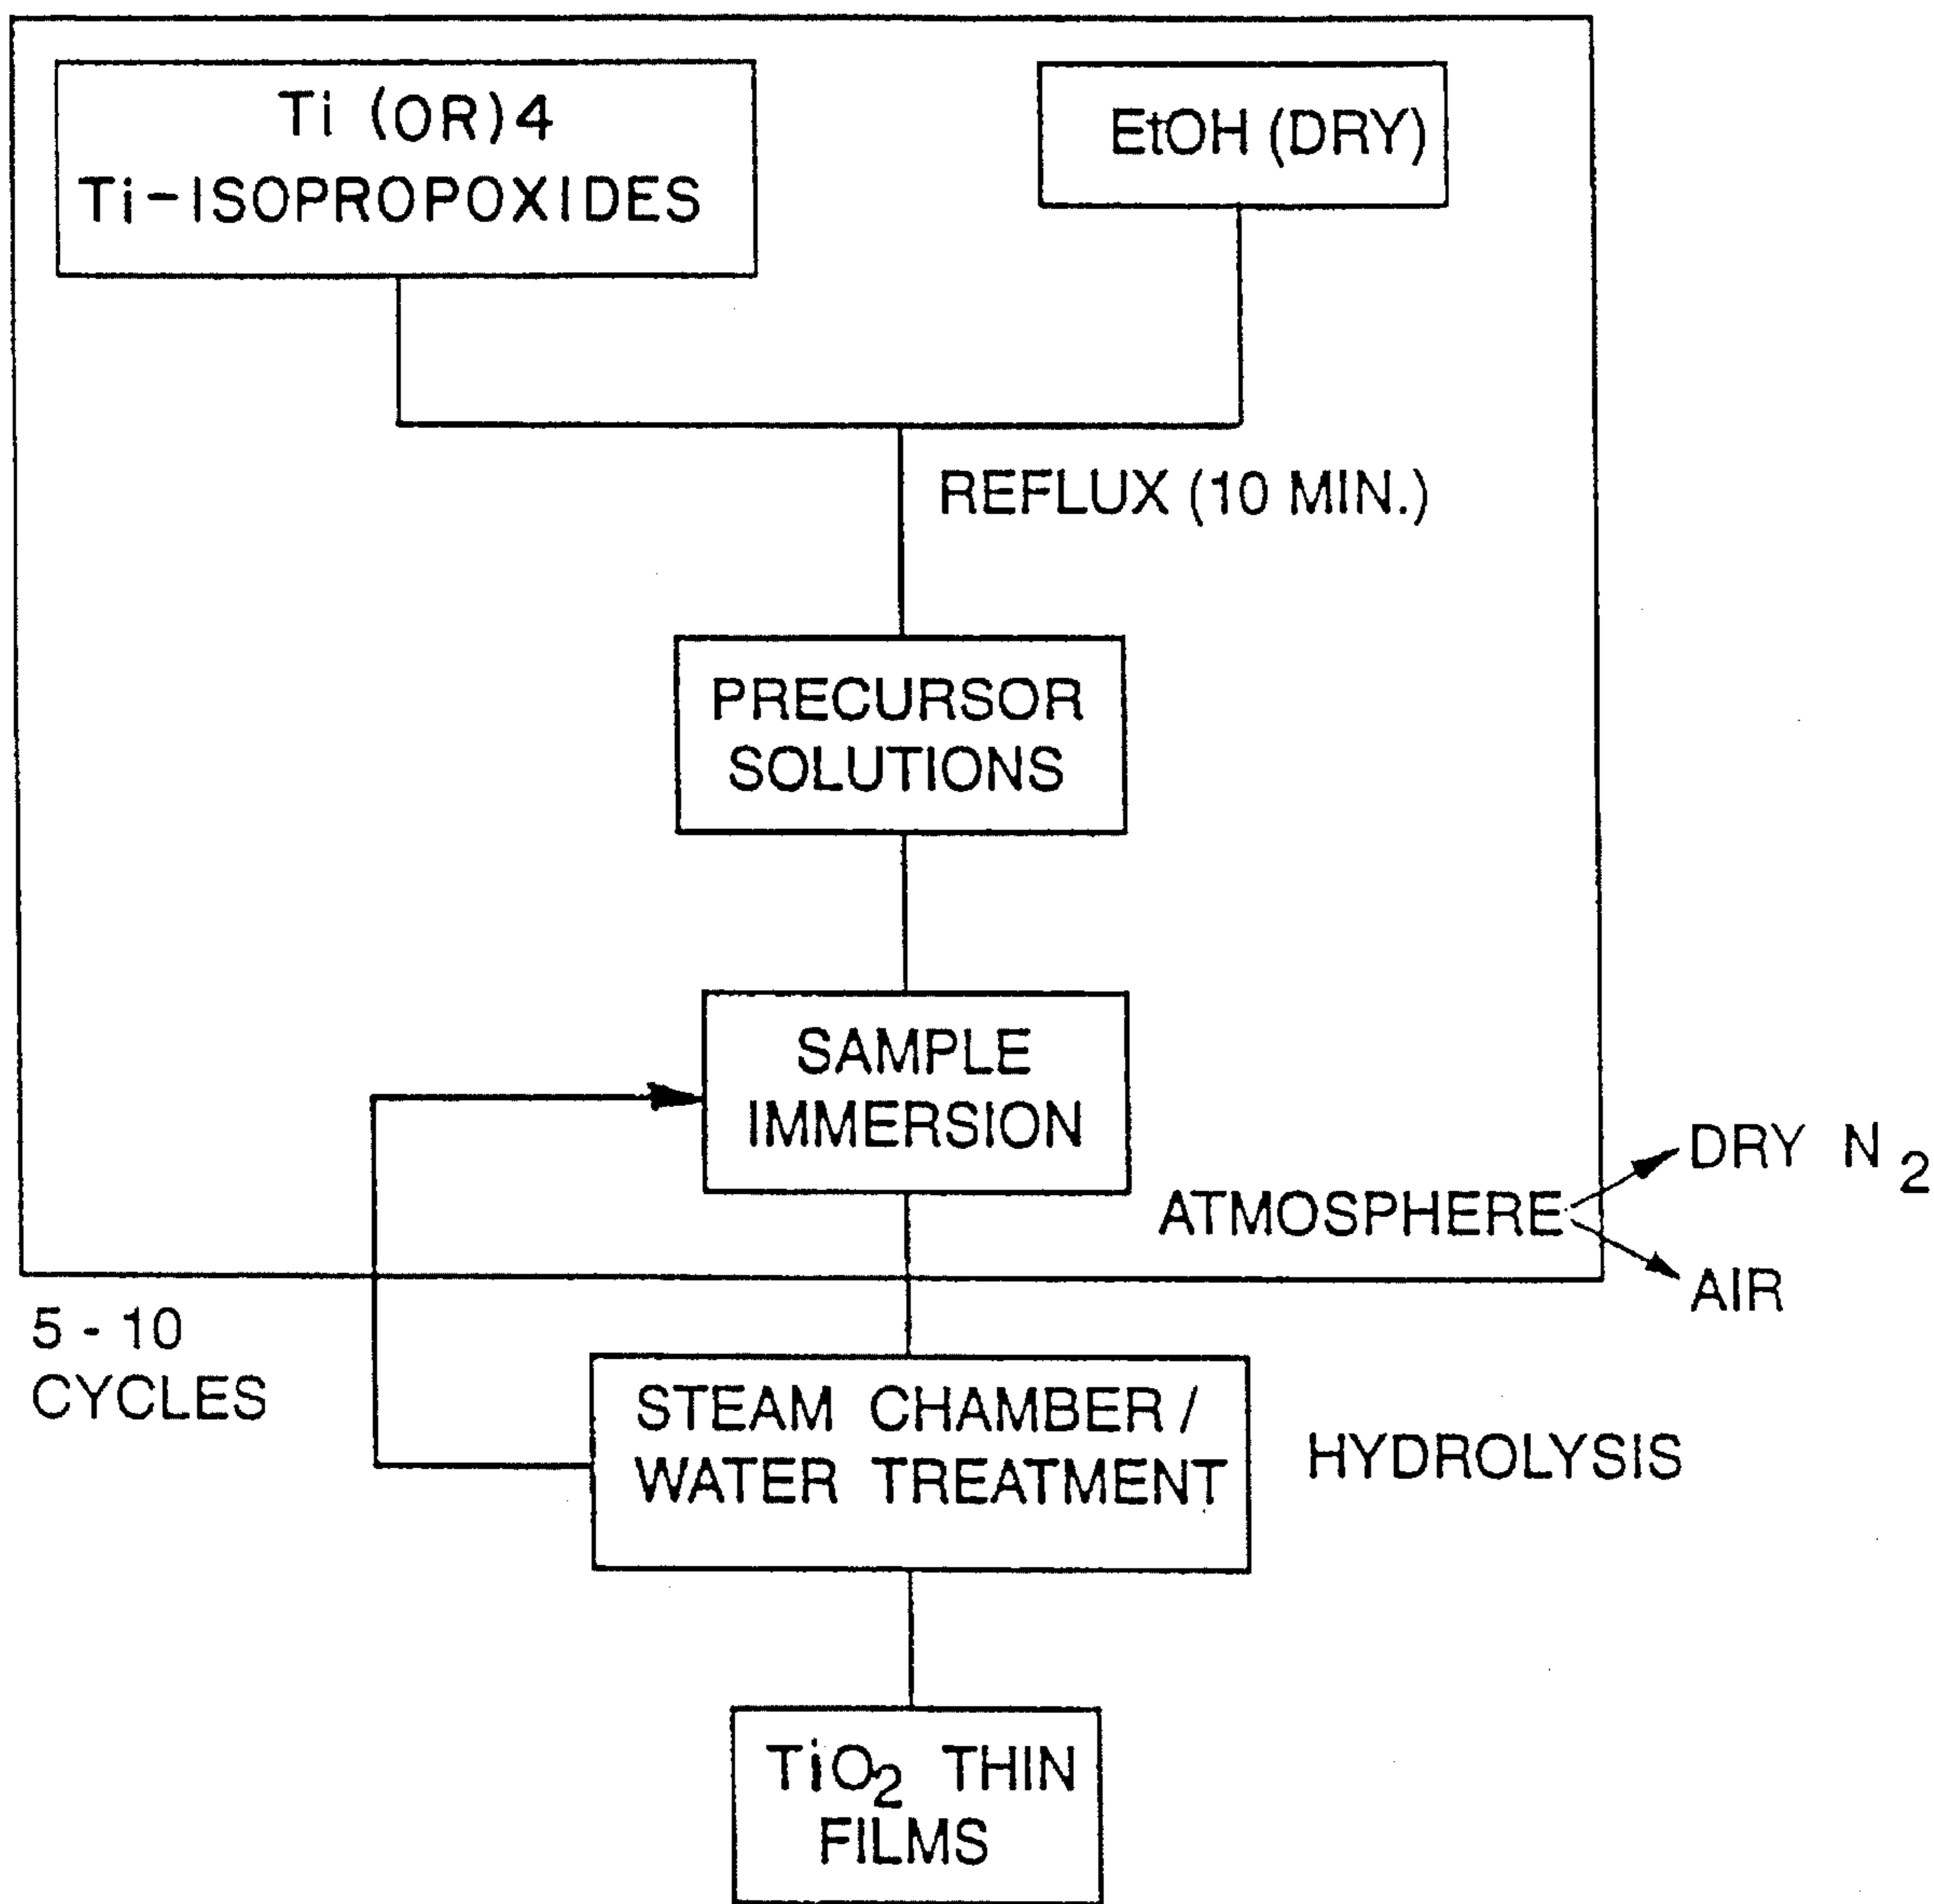 Ti (OR)4
Ti-ISOPROPOXIDES
EtOH (DRY)
REFLUX (10 MIN.)
PRECURSOR
SOLUTIONS
SAMPLE
IMMERSION
DRY N2
ATMOSPHERE
AIR
5 - 10
CYCLES
STEAM CHAMBER /
WATER TREATMENT
HYDROLYSIS
TiO2 THIN
FILMS